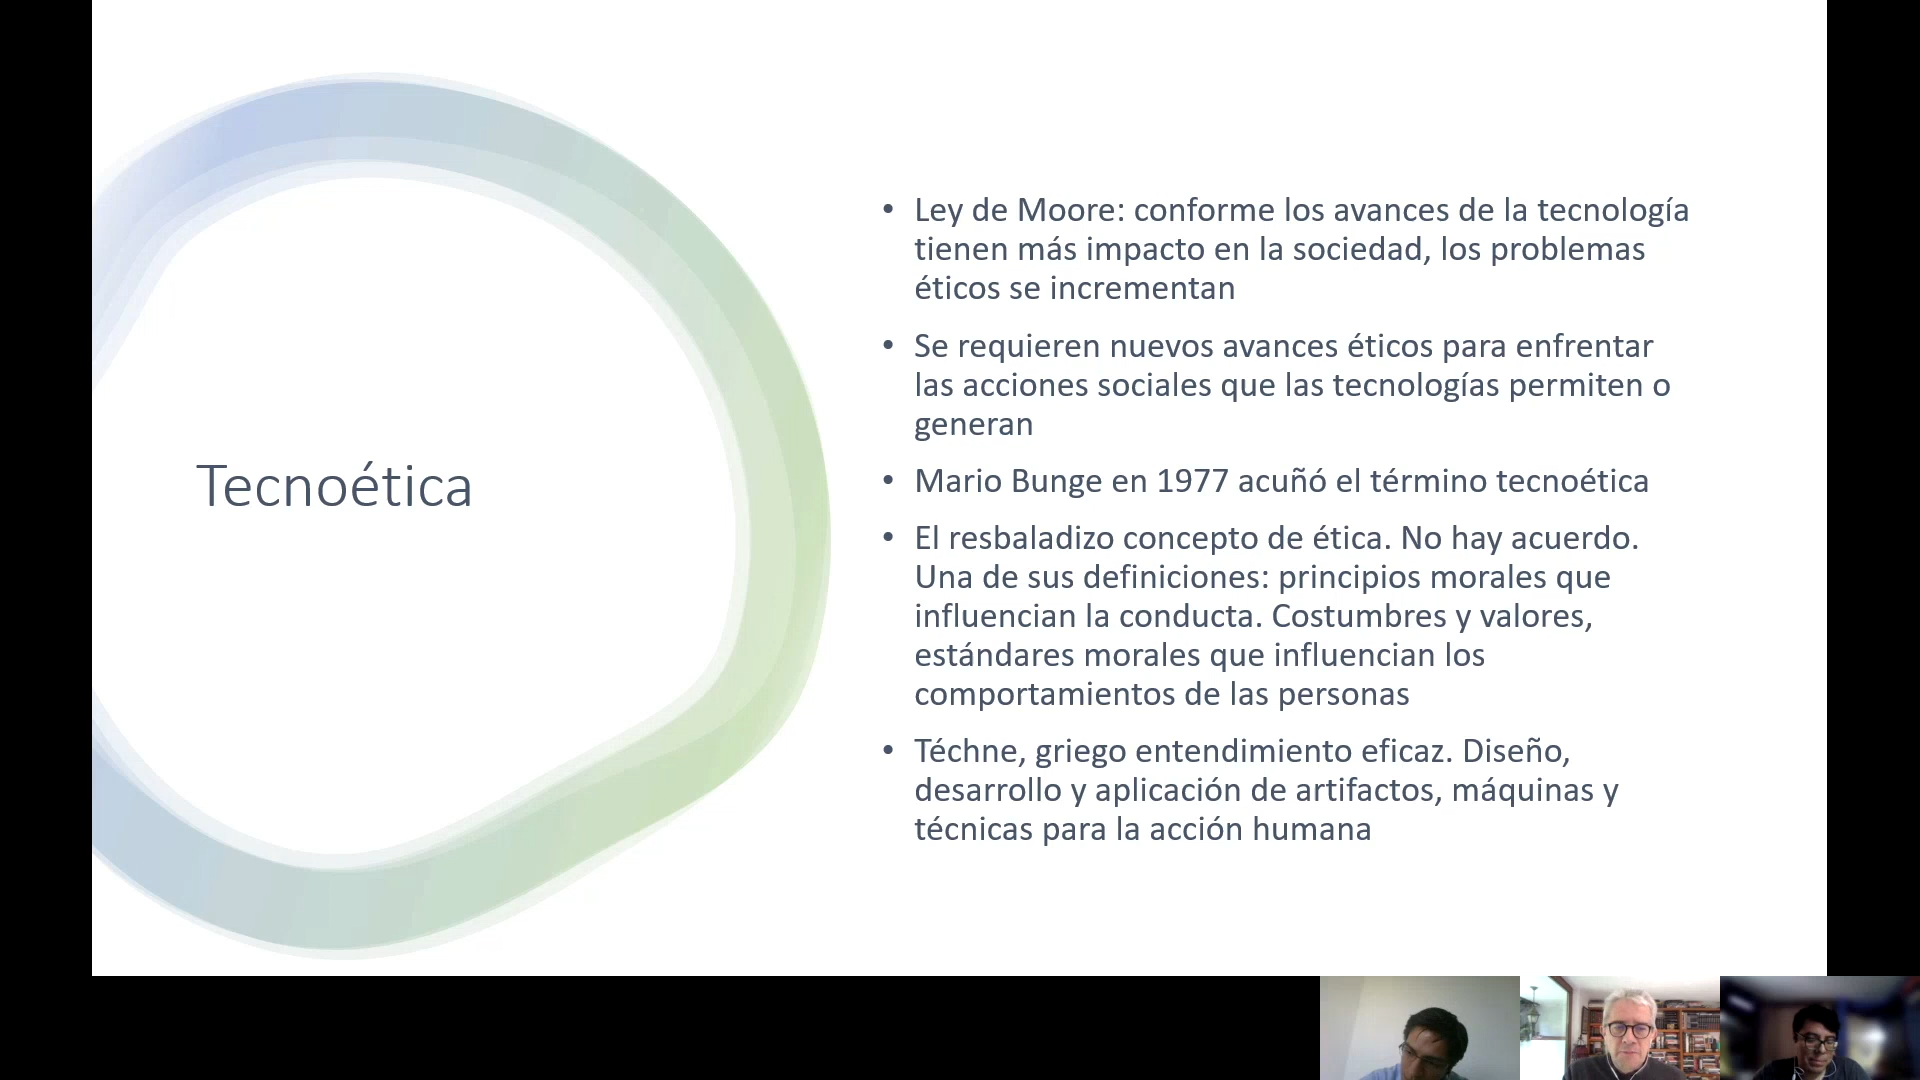 Tecnoética
• Ley de Moore: conforme los avances de la tecnología
tienen más impacto en la sociedad, los problemas
éticos se incrementan
• Se requieren nuevos avances éticos para enfrentar
las acciones sociales que las tecnologías permiten o
generan
• Mario Bunge en 1977 acuñó el término tecnoética
• El resbaladizo concepto de ética. No hay acuerdo.
Una de sus definiciones: principios morales que
influencian la conducta. Costumbres y valores,
estándares morales que influencian los
comportamientos de las personas
• Téchne, griego entendimiento eficaz. Diseño,
desarrollo y aplicación de artifactos, máquinas y
técnicas para la acción humana